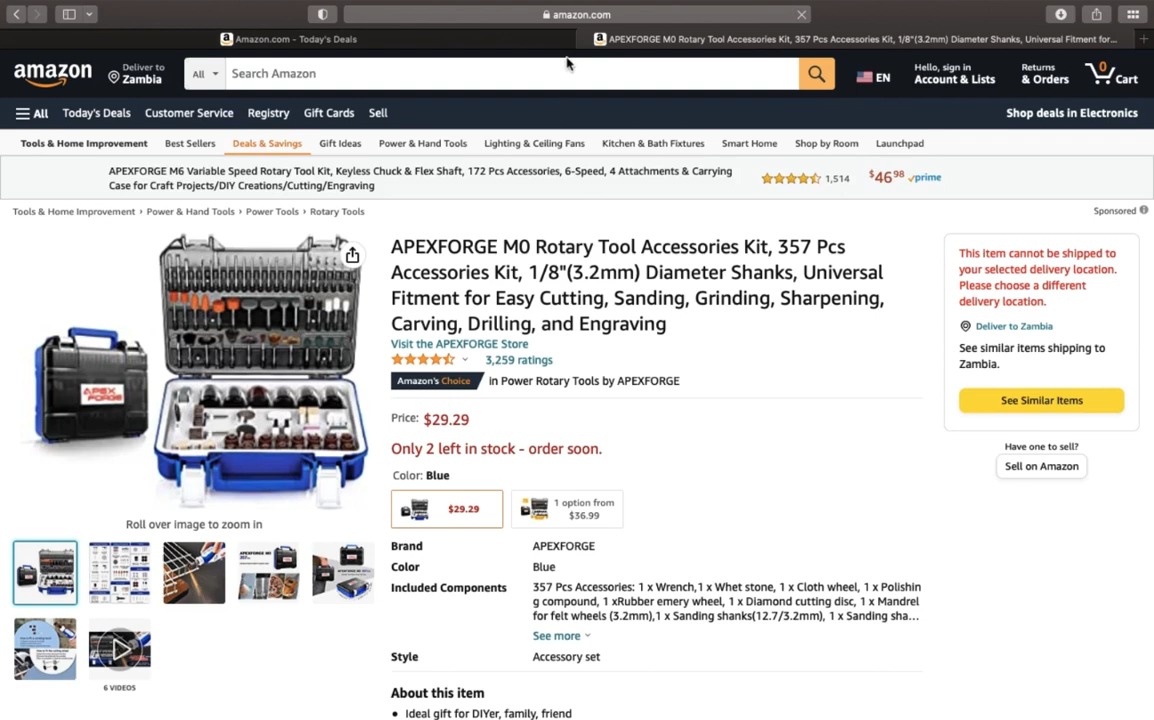 amazon.com
Amazon.com - Today's Deals
APEXFORGE M0 Rotary Tool Accessories Kit, 357 Pcs Accessories Kit, 1/8"(3.2mm) Diameter Shanks, Universal Fitment for...
amazon
Deliver to
Zambia
All
Search Amazon
EN
Hello, sign in
Account & Lists
Returns
& Orders
0
Cart
All
Today's Deals
Customer Service
Registry
Gift Cards
Sell
Shop deals in Electronics
Tools & Home Improvement
Best Sellers
Deals & Savings
Gift Ideas
Power & Hand Tools
Lighting & Ceiling Fans
Kitchen & Bath Fixtures
Smart Home
Shop by Room
Launchpad
APEXFORGE M6 Variable Speed Rotary Tool Kit, Keyless Chuck & Flex Shaft, 172 Pcs Accessories, 6-Speed, 4 Attachments & Carrying
Case for Craft Projects/DIY Creations/Cutting/Engraving
1,514
$46.98
prime
Tools & Home Improvement › Power & Hand Tools › Power Tools › Rotary Tools
Sponsored
APEX
FORGE
Roll over image to zoom in
6 VIDEOS
APEXFORGE M0 Rotary Tool Accessories Kit, 357 Pcs
Accessories Kit, 1/8"(3.2mm) Diameter Shanks, Universal
Fitment for Easy Cutting, Sanding, Grinding, Sharpening,
Carving, Drilling, and Engraving
Visit the APEXFORGE Store
3,259 ratings
Amazon's Choice
in Power Rotary Tools by APEXFORGE
Price: $29.29
Only 2 left in stock - order soon.
Color: Blue
$29.29
1 option from
$36.99
Brand
APEXFORGE
Color
Blue
Included Components
357 Pcs Accessories: 1 x Wrench,1 x Whet stone, 1 x Cloth wheel, 1 x Polishin
g compound, 1 xRubber emery wheel, 1 x Diamond cutting disc, 1 x Mandrel
for felt wheels (3.2mm),1 x Sanding shanks(12.7/3.2mm), 1 x Sanding sha...
See more
Style
Accessory set
About this item
• Ideal gift for DIYer, family, friend
This item cannot be shipped to
your selected delivery location.
Please choose a different
delivery location.
Deliver to Zambia
See similar items shipping to
Zambia.
See Similar Items
Have one to sell?
Sell on Amazon